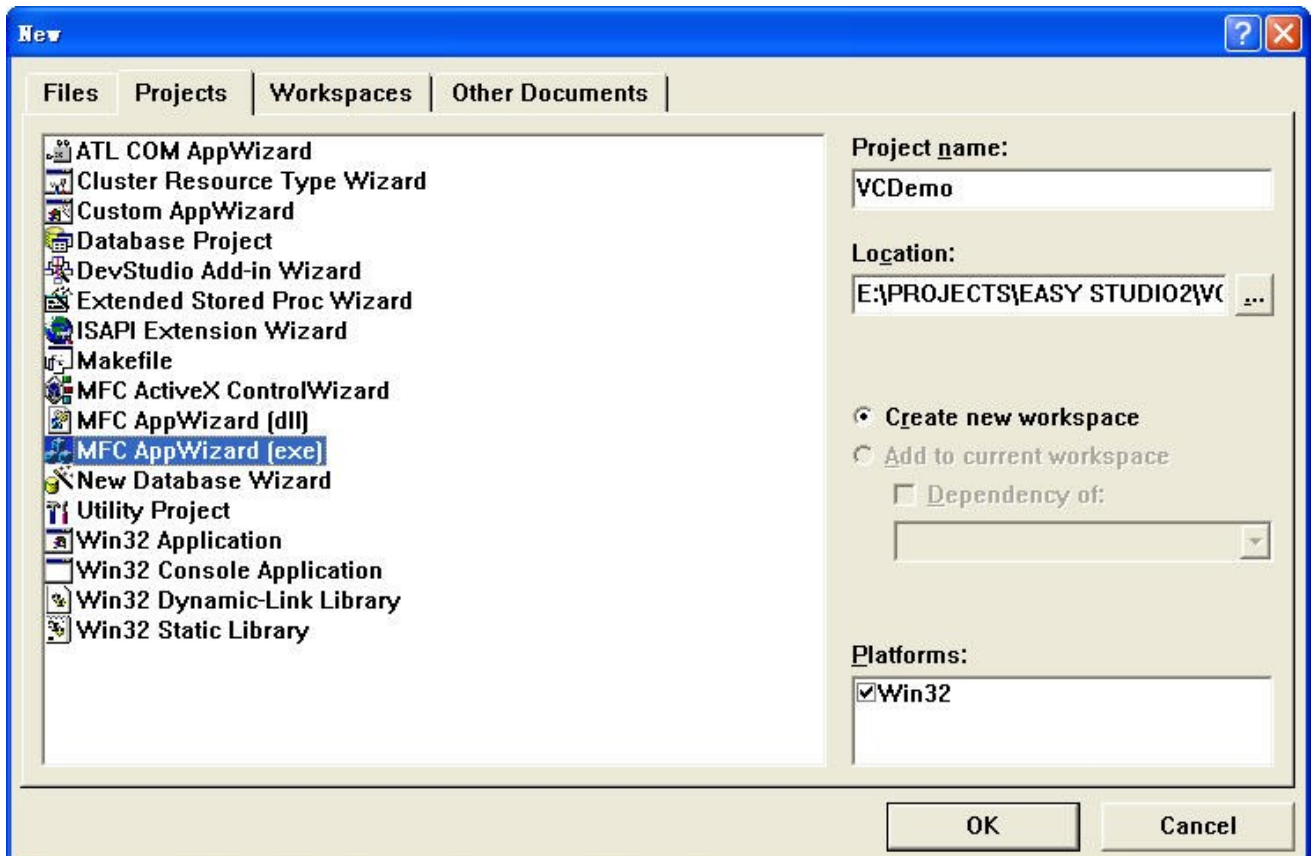 New
Files Projects Workspaces Other Documents
ATL COM AppWizard
Cluster Resource Type Wizard
Custom AppWizard
Database Project
DevStudio Add-in Wizard
Extended Stored Proc Wizard
ISAPI Extension Wizard
Makefile
MFC ActiveX ControlWizard
MFC AppWizard (dll)
MFC AppWizard (exe)
New Database Wizard
Utility Project
Win32 Application
Win32 Console Application
Win32 Dynamic-Link Library
Win32 Static Library
Project name:
VCDemo
Location:
E:\PROJECTS\EASY STUDIO2\VC
...
Create new workspace
Add to current workspace
Dependency of:
Platforms:
Win32
OK Cancel